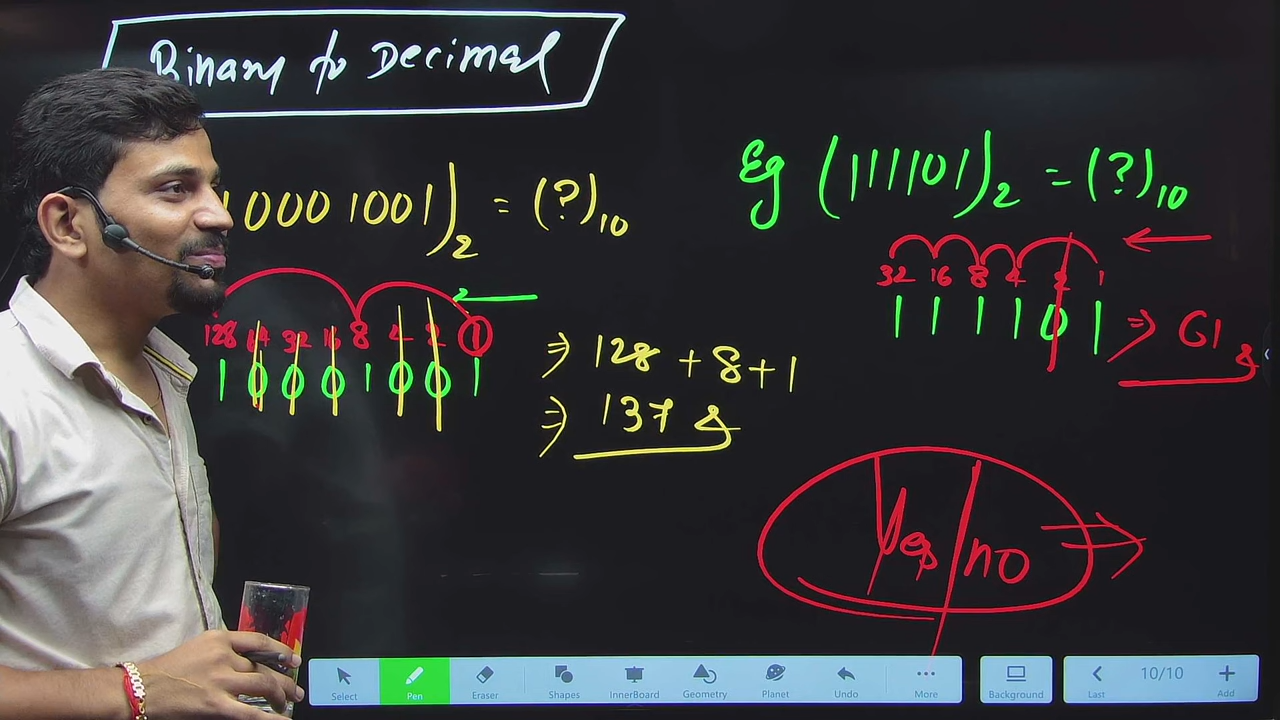 Binary to Decimal
10001001)₂ = (?)₁₀
128 64 32 16 8 4 2 1
1 0 0 0 1 0 0 1
⇒ 128 + 8 + 1
⇒ 137
Eg (111101)₂ = (?)₁₀
32 16 8 4 2 1
1 1 1 1 0 1 ⇒ 61
Yes/no
Select Pen Eraser Shapes InnerBoard Geometry Planet Undo More Background Last 10/10 Add